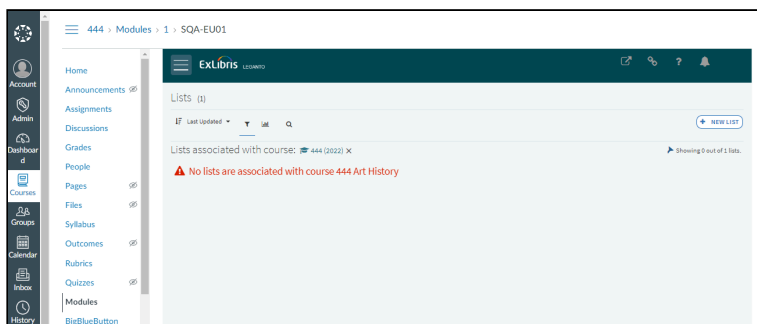 444 > Modules > 1 > SQA-EU01
Account
Admin
Dashboar
d
Courses
Groups
Calendar
Inbox
History
Home
Announcements
Assignments
Discussions
Grades
People
Pages
Files
Syllabus
Outcomes
Rubrics
Quizzes
Modules
BigBlueButton
ExLibris LEGANTO
?
Lists (1)
Last Updated
+ NEW LIST
Lists associated with course: 444 (2022) ×
Showing 0 out of 1 lists.
No lists are associated with course 444 Art History